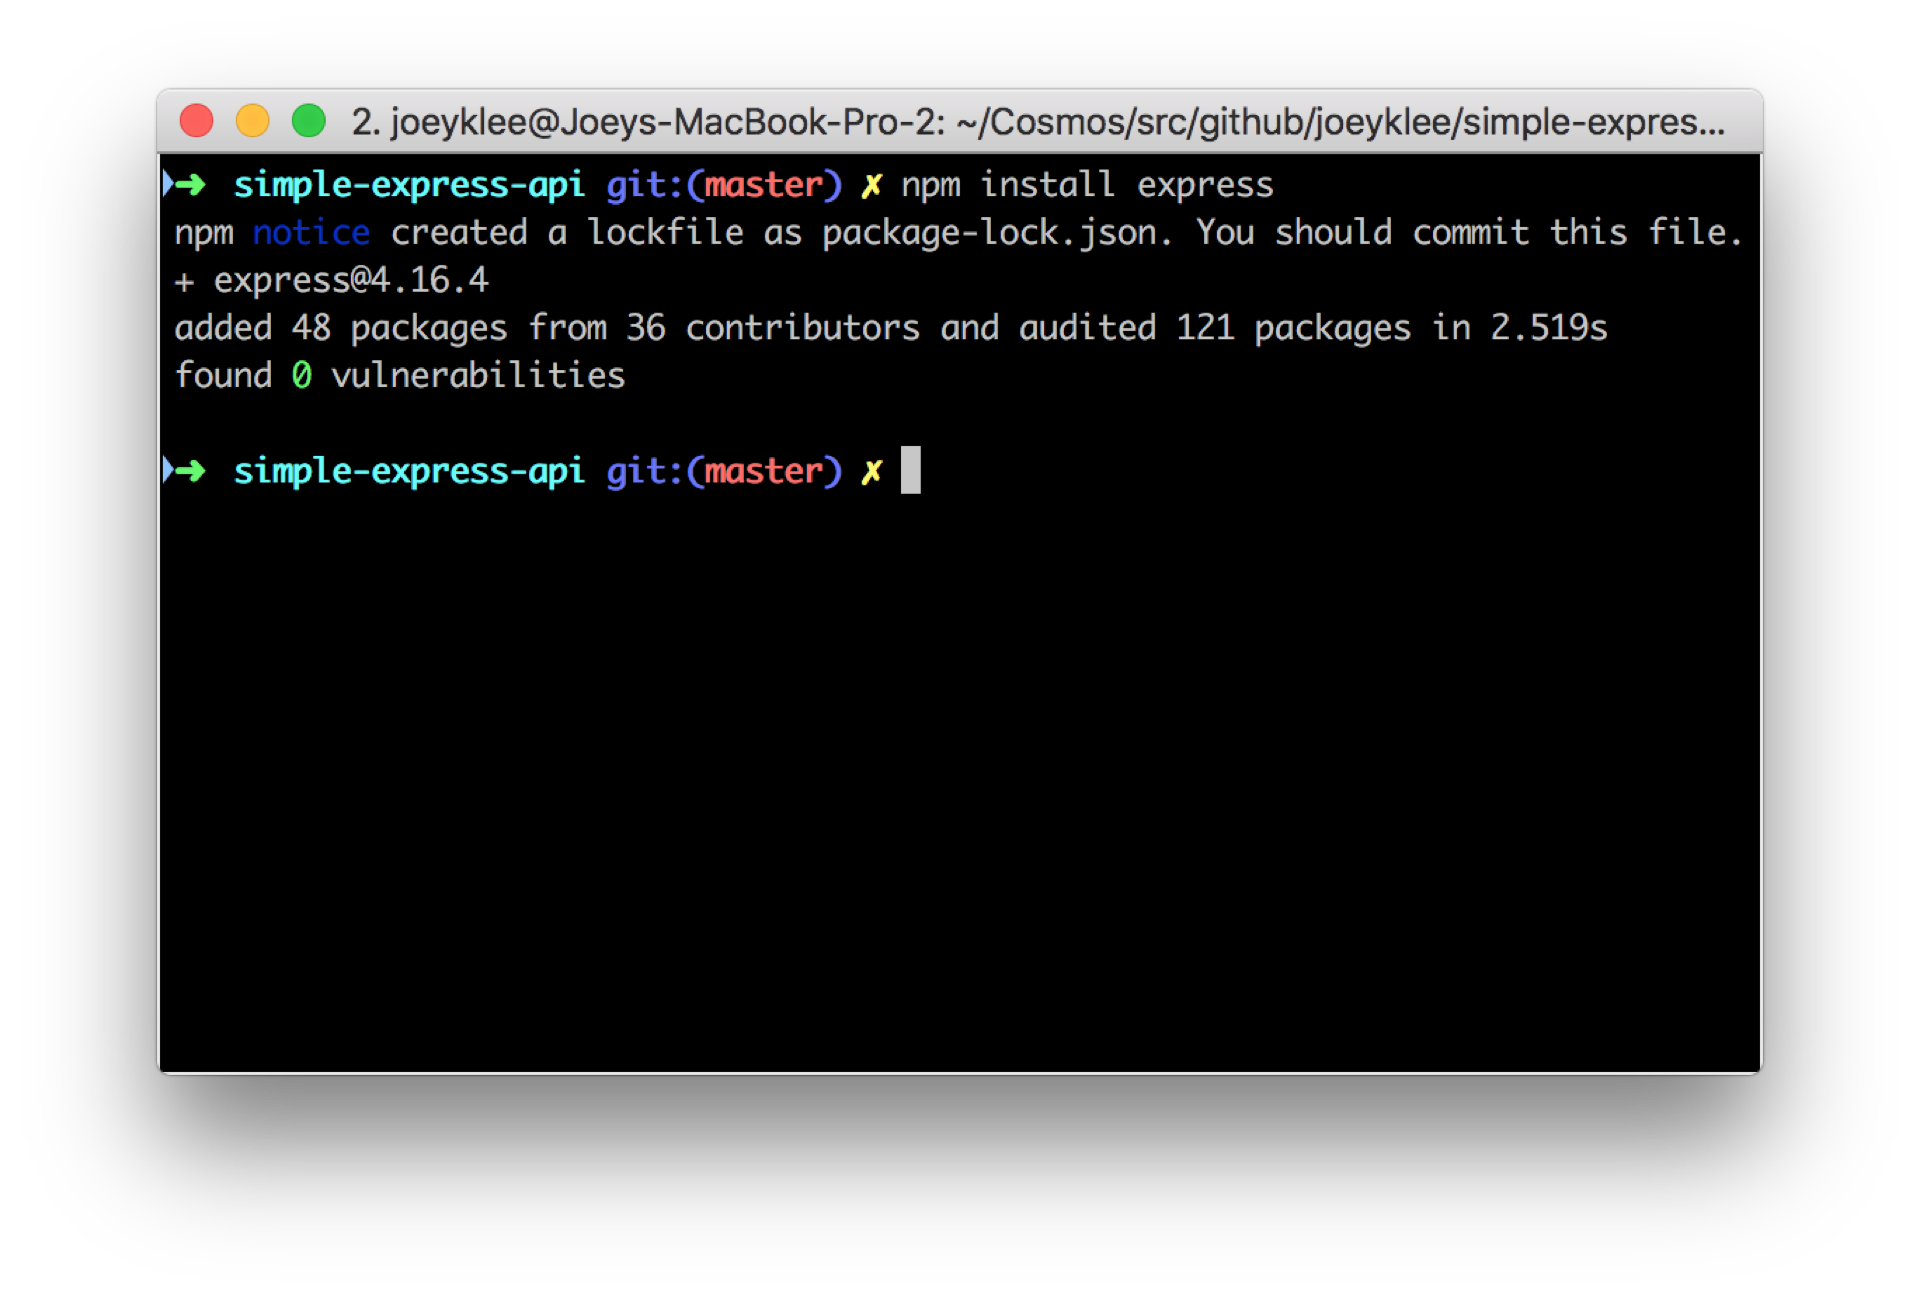 2. joeyklee@Joeys-MacBook-Pro-2: ~/Cosmos/src/github/joeyklee/simple-expres...
➜ simple-express-api git:(master) ✗ npm install express
npm notice created a lockfile as package-lock.json. You should commit this file.
+ express@4.16.4
added 48 packages from 36 contributors and audited 121 packages in 2.519s
found 0 vulnerabilities
➜ simple-express-api git:(master) ✗